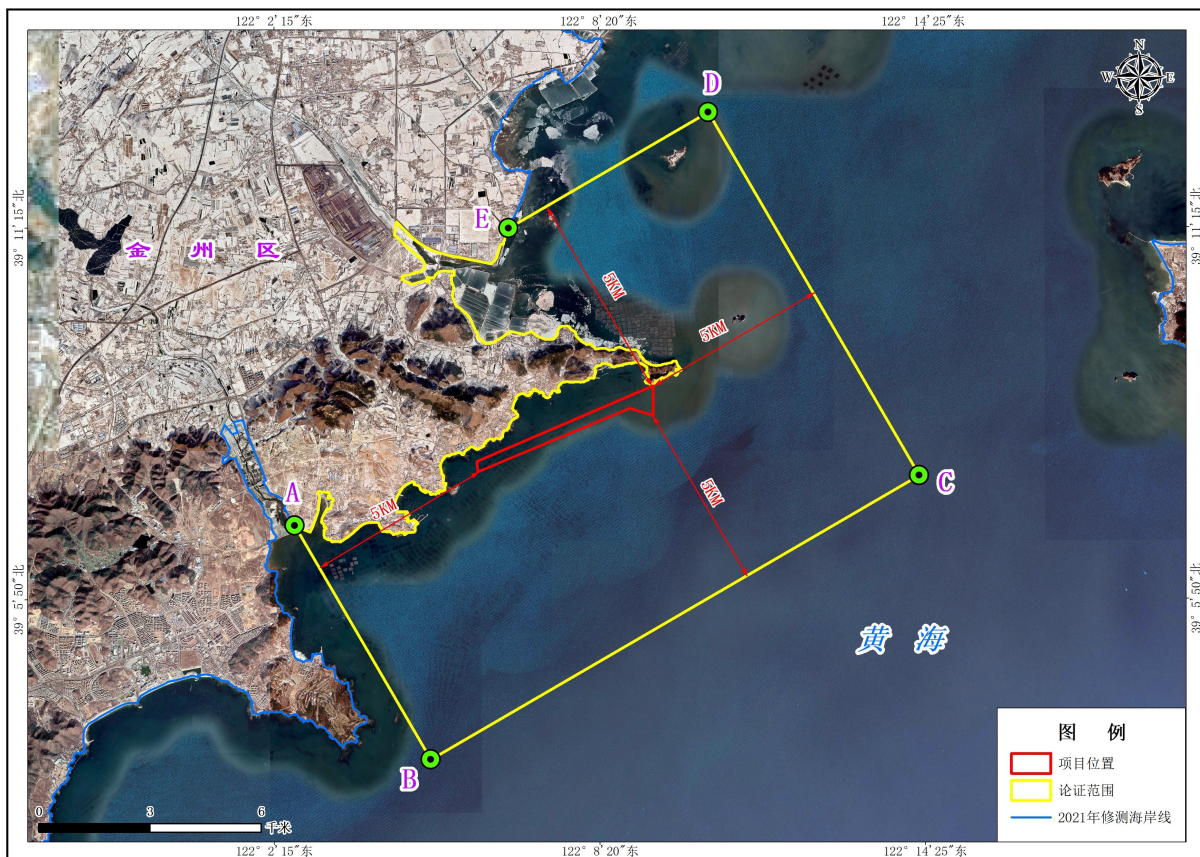 122° 2′15″东
122° 8′20″东
122° 14′25″东
N
W
E
S
D
39° 11′15″北
39° 11′15″北
E
金州区
5KM
5KM
C
A
5KM
5KM
39° 5′50″北
39° 5′50″北
黄海
B
图例
项目位置
论证范围
2021年修测海岸线
0
3
6
千米
122° 2′15″东
122° 8′20″东
122° 14′25″东